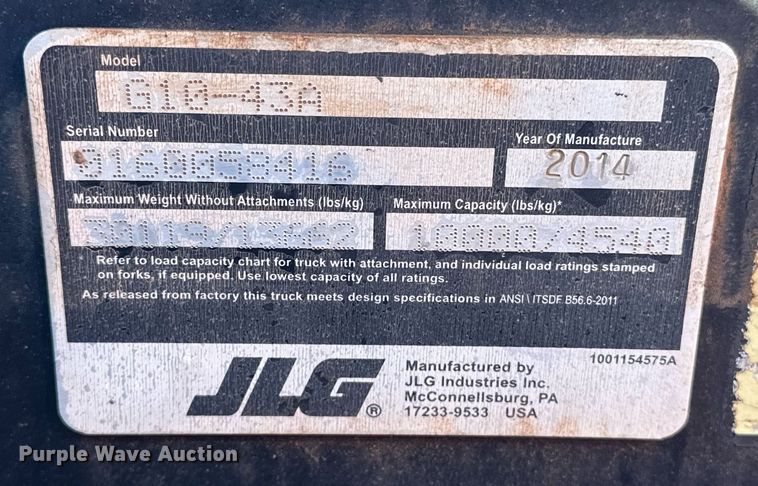 Model
G10-43A
Serial Number
Year Of Manufacture
0160058416
2014
Maximum Weight Without Attachments (lbs/kg)
Maximum Capacity (lbs/kg)*
10000/4540
Refer to load capacity chart for truck with attachment, and individual load ratings stamped
on forks, if equipped. Use lowest capacity of all ratings.
As released from factory this truck meets design specifications in ANSI \ ITSDF B56.6-2011
JLG®
Manufactured by
JLG Industries Inc.
McConnellsburg, PA
17233-9533 USA
1001154575A
Purple Wave Auction